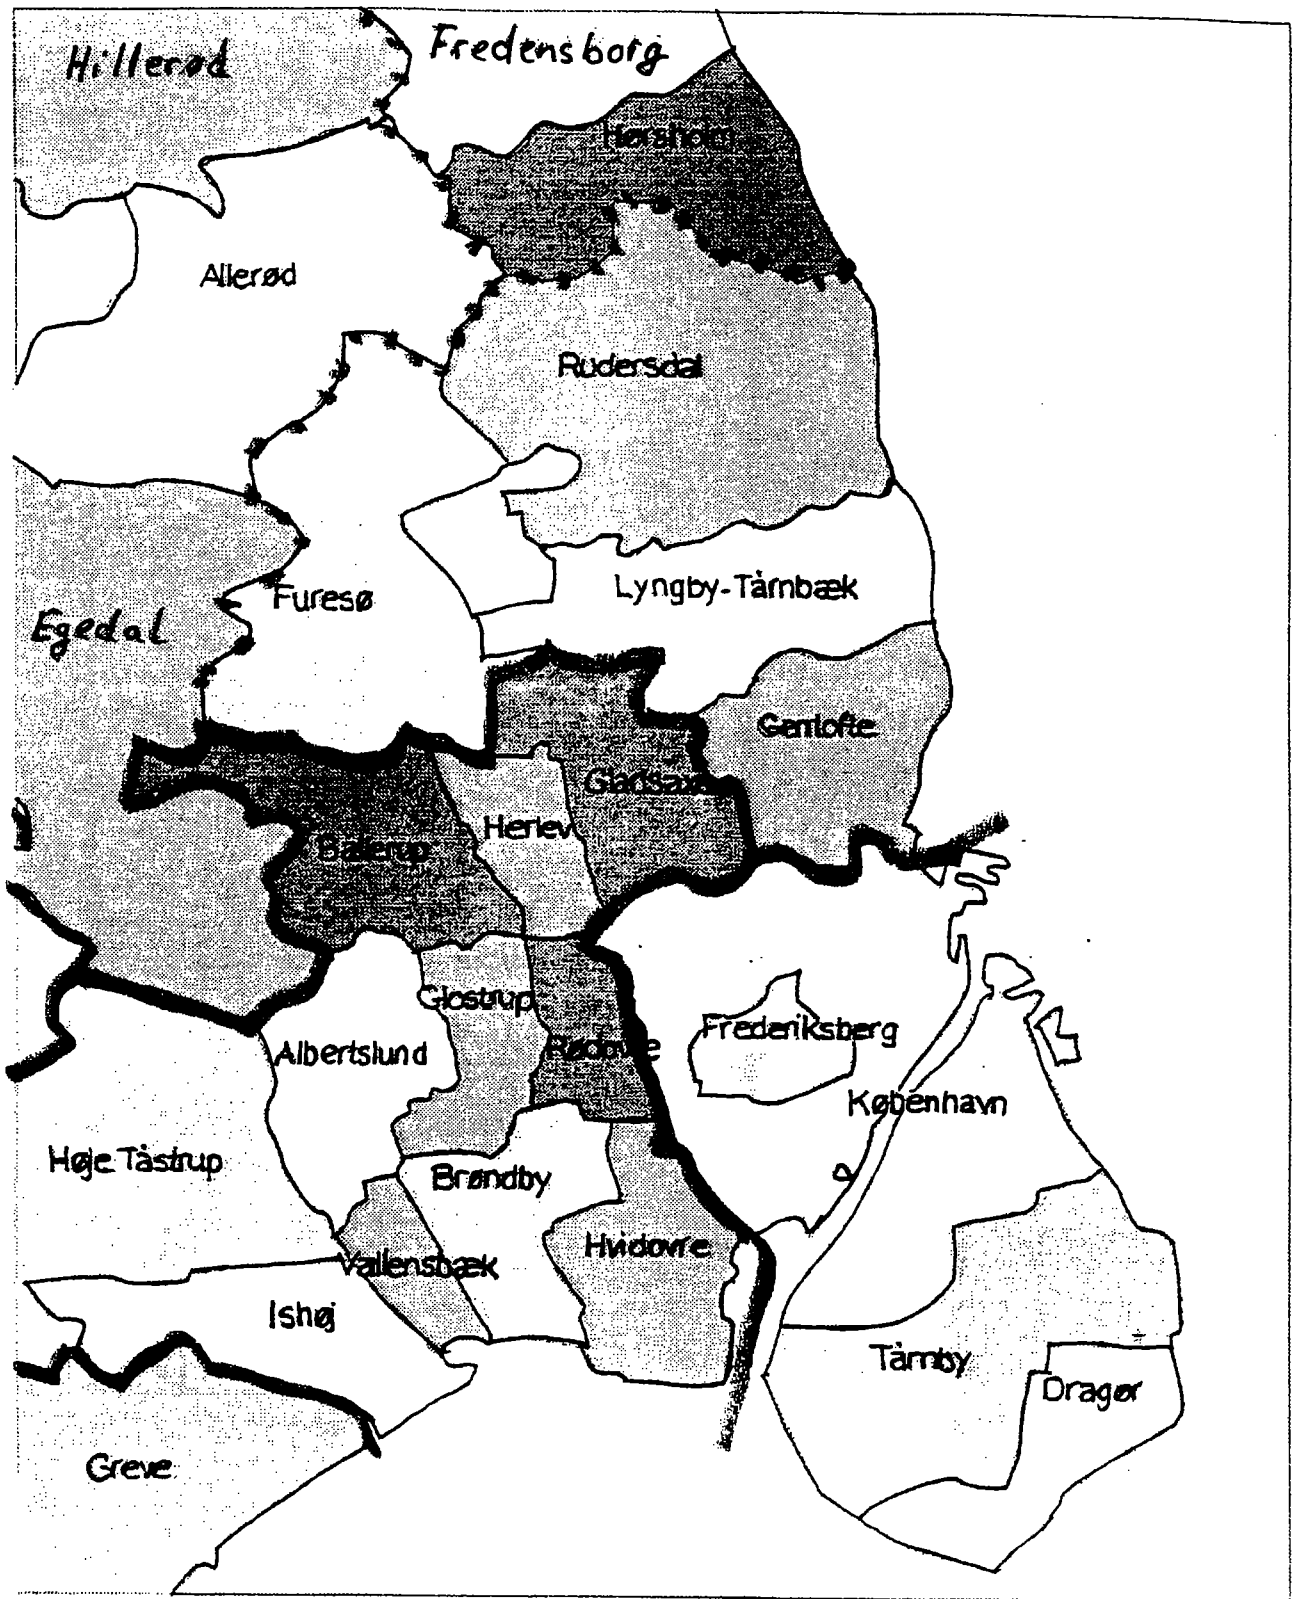 Hillerød
Fredensborg
Hørsholm
Allerød
Rudersdal
Furesø
Lyngby-Tårnbæk
Egedal
Gentofte
Gladsaxe
Herlev
Ballerup
Glostrup
Frederiksberg
Rødovre
Albertslund
København
Høje Tåstrup
Brøndby
Hvidovre
Vallensbæk
Ishøj
Tårnby
Dragør
Greve